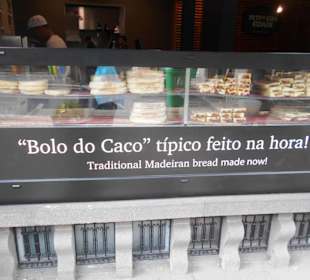 "Bolo do Caco" típico feito na hora!
Traditional Madeiran bread made now!